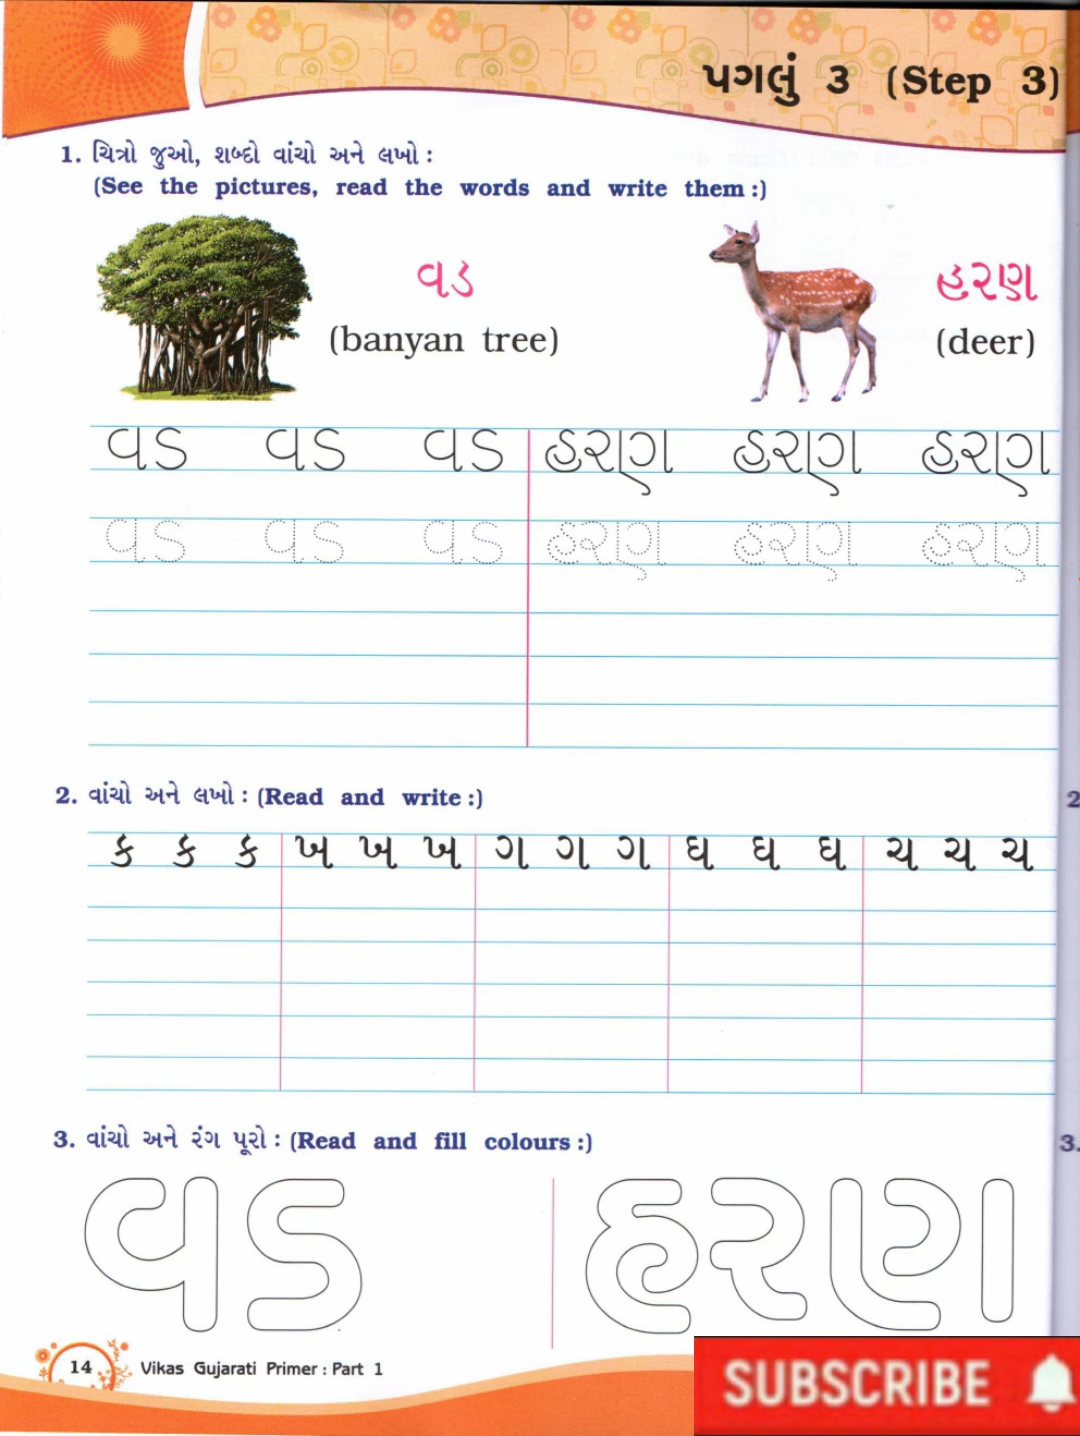 પગલું ૩ (Step 3)
1. ચિત્રો જુઓ, શબ્દો વાંચો અને લખો :
(See the pictures, read the words and write them :)
વડ
હરણ
(banyan tree)
(deer)
વડ વડ વડ હરણ હરણ હરણ
વડ વડ વડ હરણ હરણ હરણ
2. વાંચો અને લખો : (Read and write :)
2
ક ક ક ખ ખ ખ ગ ગ ગ ઘ ઘ ઘ ચ ચ ચ
3. વાંચો અને રંગ પૂરો : (Read and fill colours :)
3.
વડ હરણ
14 Vikas Gujarati Primer : Part 1
SUBSCRIBE